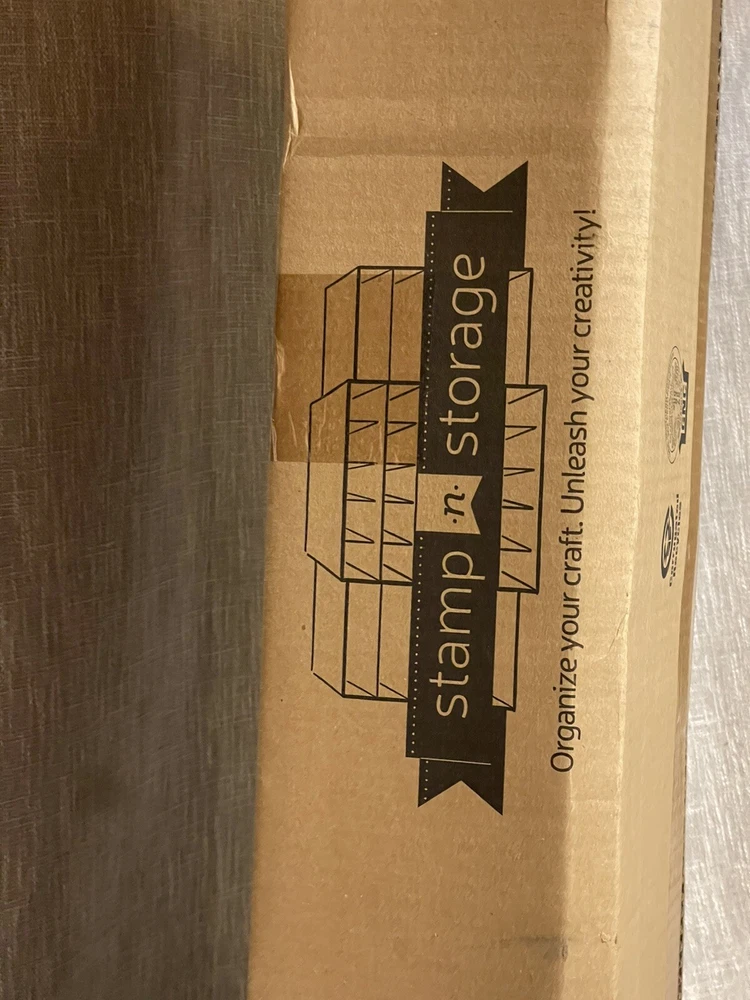 stamp ·n· storage
Organize your craft. Unleash your creativity!